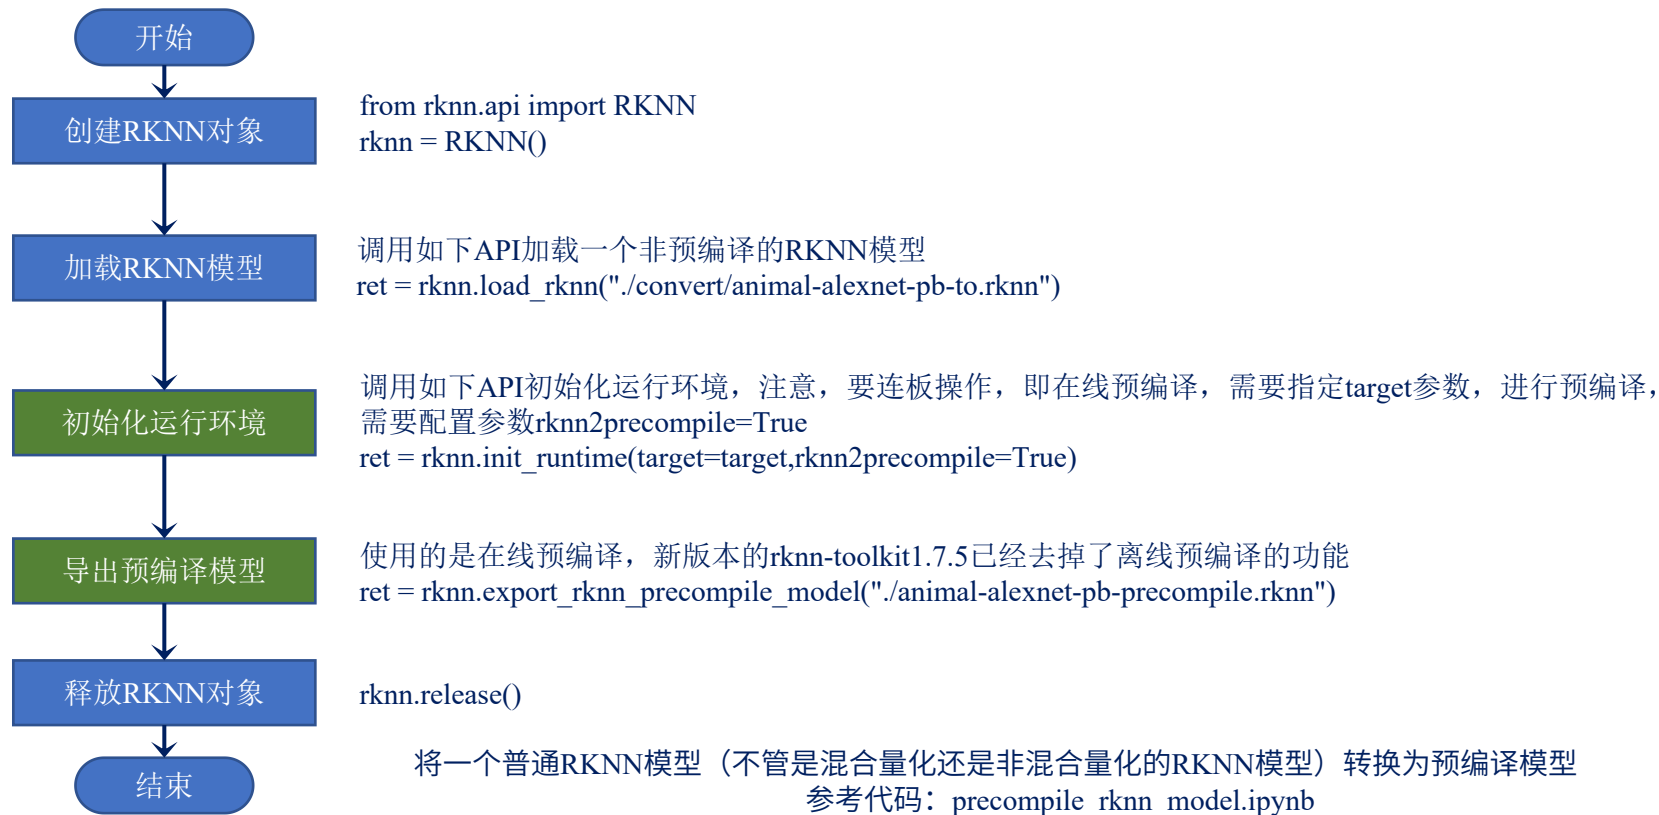 开始
创建RKNN对象
from rknn.api import RKNN
rknn = RKNN()
加载RKNN模型
调用如下API加载一个非预编译的RKNN模型
ret = rknn.load_rknn("./convert/animal-alexnet-pb-to.rknn")
初始化运行环境
调用如下API初始化运行环境，注意，要连板操作，即在线预编译，需要指定target参数，进行预编译，
需要配置参数rknn2precompile=True
ret = rknn.init_runtime(target=target,rknn2precompile=True)
导出预编译模型
使用的是在线预编译，新版本的rknn-toolkit1.7.5已经去掉了离线预编译的功能
ret = rknn.export_rknn_precompile_model("./animal-alexnet-pb-precompile.rknn")
释放RKNN对象
rknn.release()
结束
将一个普通RKNN模型（不管是混合量化还是非混合量化的RKNN模型）转换为预编译模型
参考代码：precompile_rknn_model.ipynb